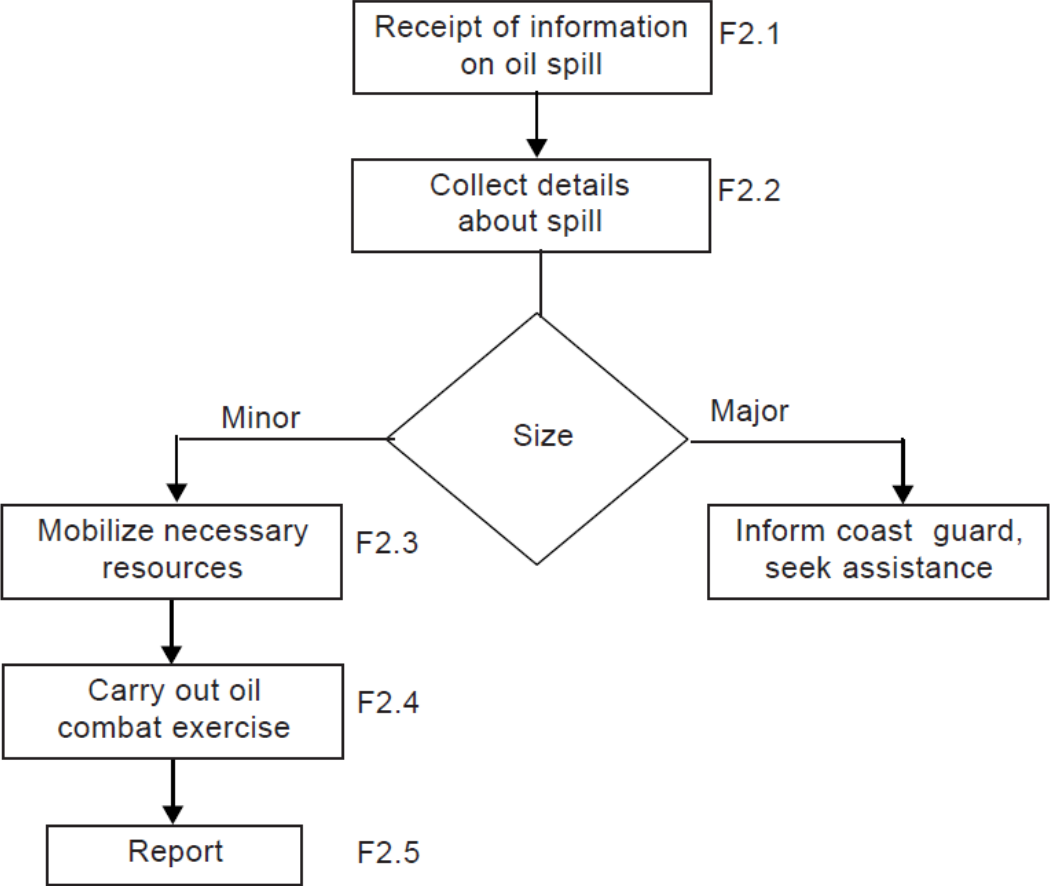 Receipt of information
on oil spill
F2.1
Collect details
about spill
F2.2
Size
Minor
Major
Mobilize necessary
resources
F2.3
Inform coast guard,
seek assistance
Carry out oil
combat exercise
F2.4
Report
F2.5